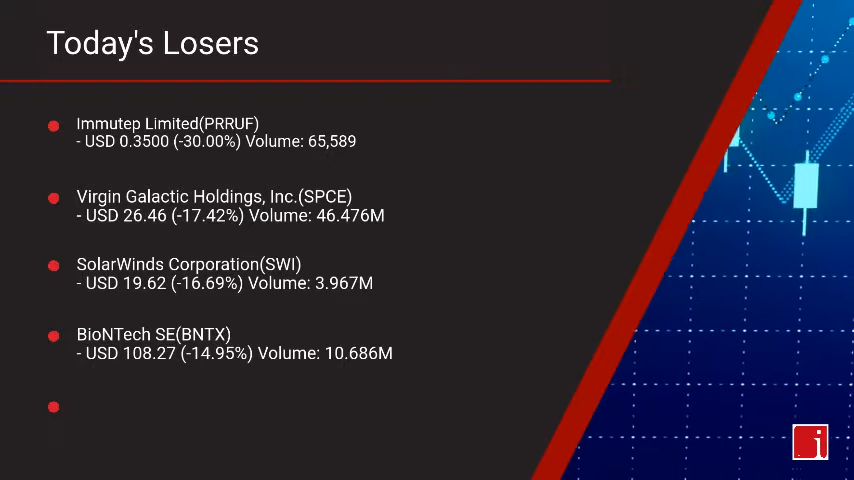 Today's Losers
Immutep Limited(PRRUF)
- USD 0.3500 (-30.00%) Volume: 65,589
Virgin Galactic Holdings, Inc.(SPCE)
- USD 26.46 (-17.42%) Volume: 46.476M
SolarWinds Corporation(SWI)
- USD 19.62 (-16.69%) Volume: 3.967M
BioNTech SE(BNTX)
- USD 108.27 (-14.95%) Volume: 10.686M
i